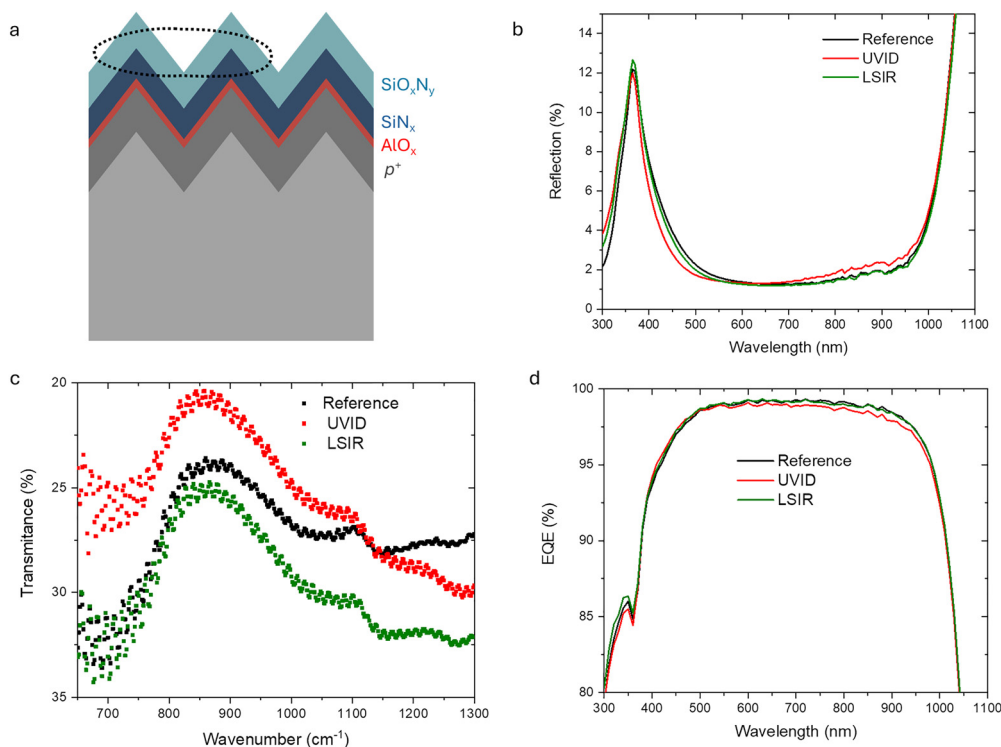 a
SiOxNy
SiNx
AlOx
p+
b
Reference
UVID
LSIR
Reflection (%)
14
12
10
8
6
4
2
0
300 400 500 600 700 800 900 1000 1100
Wavelength (nm)
c
Reference
UVID
LSIR
Transmitance (%)
20
25
30
35
700 800 900 1000 1100 1200 1300
Wavenumber (cm-1)
d
Reference
UVID
LSIR
EQE (%)
100
95
90
85
80
300 400 500 600 700 800 900 1000 1100
Wavelength (nm)